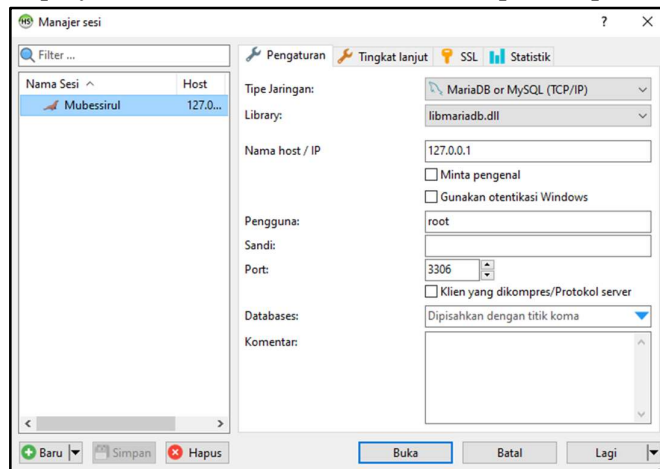 HS Manajer sesi ? ×
Filter ...
Nama Sesi Host
Mubessirul 127.0...
Pengaturan Tingkat lanjut SSL Statistik
Tipe Jaringan: MariaDB or MySQL (TCP/IP)
Library: libmariadb.dll
Nama host / IP 127.0.0.1
Minta pengenal
Gunakan otentikasi Windows
Pengguna: root
Sandi:
Port: 3306
Klien yang dikompres/Protokol server
Databases: Dipisahkan dengan titik koma
Komentar:
Baru Simpan Hapus Buka Batal Lagi